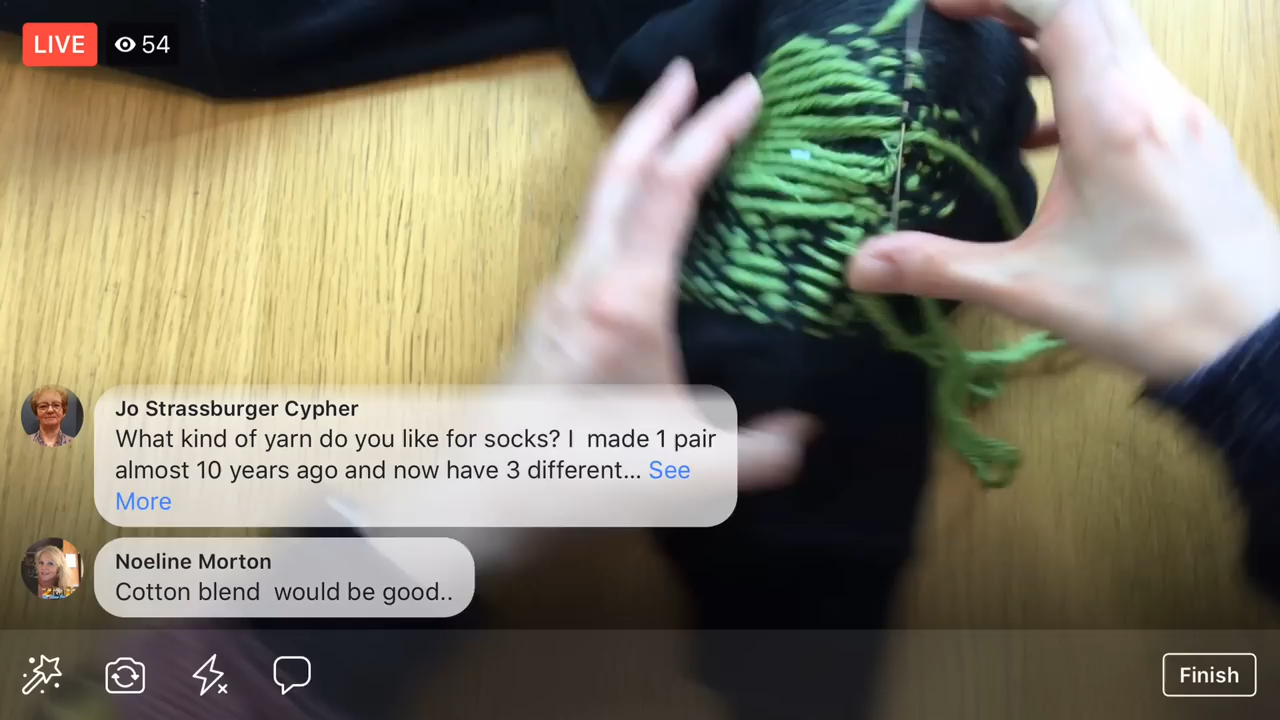 LIVE
54
Jo Strassburger Cypher
What kind of yarn do you like for socks? I made 1 pair
almost 10 years ago and now have 3 different... See
More
Noeline Morton
Cotton blend would be good..
Finish